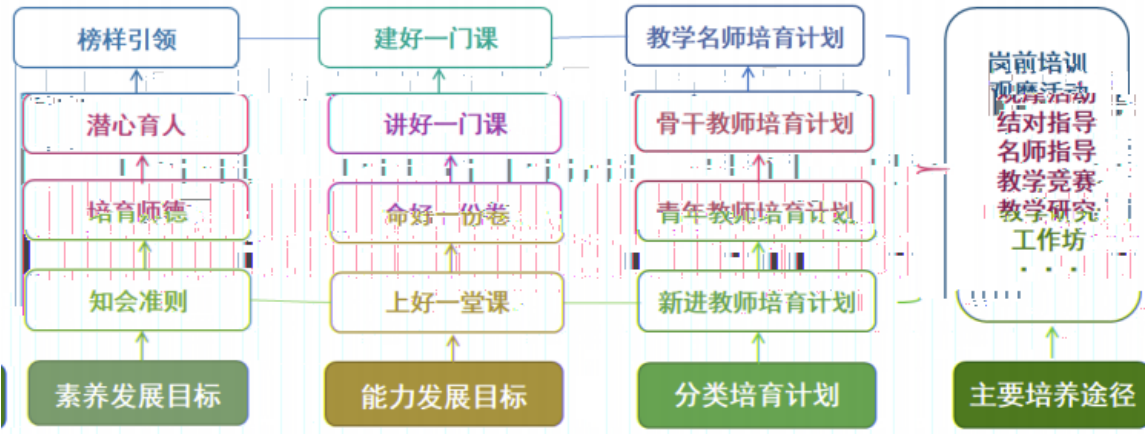 榜样引领
建好一门课
教学名师培育计划
潜心育人
讲好一门课
骨干教师培育计划
培育师德
命好一份卷
青年教师培育计划
知会准则
上好一堂课
新进教师培育计划
素养发展目标
能力发展目标
分类培育计划
岗前培训
观摩活动
结对指导
名师指导
教学竞赛
教学研究
工作坊
· · ·
主要培养途径